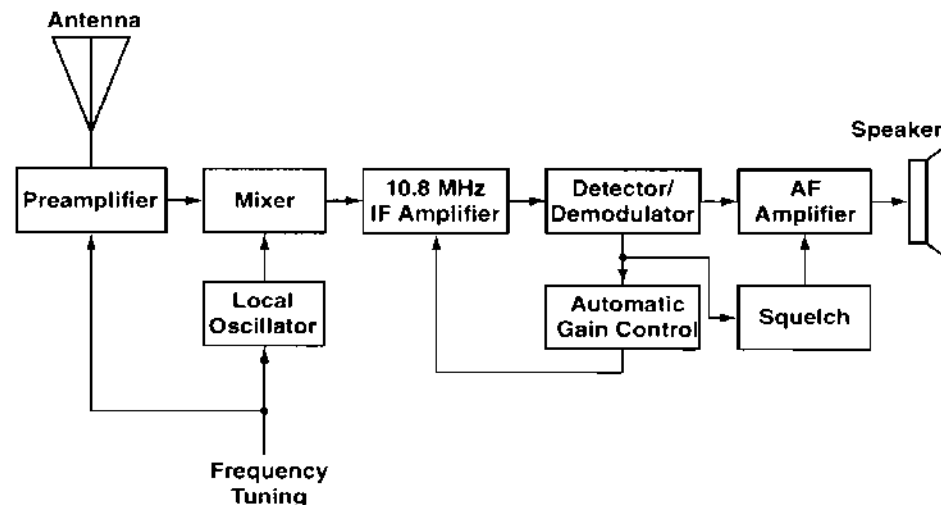 Antenna
Speaker
Preamplifier
Mixer
10.8 MHz
IF Amplifier
Detector/
Demodulator
AF
Amplifier
Local
Oscillator
Automatic
Gain Control
Squelch
Frequency
Tuning